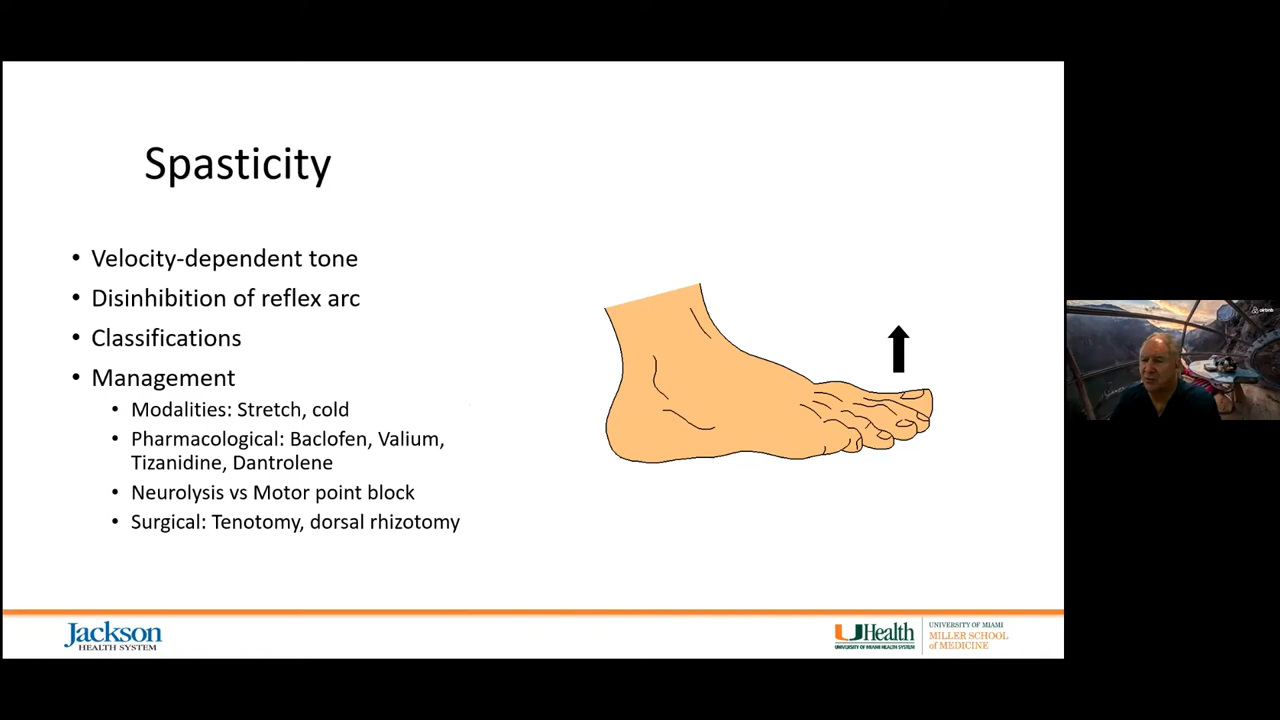 Spasticity
• Velocity-dependent tone
• Disinhibition of reflex arc
• Classifications
• Management
• Modalities: Stretch, cold
• Pharmacological: Baclofen, Valium,
Tizanidine, Dantrolene
• Neurolysis vs Motor point block
• Surgical: Tenotomy, dorsal rhizotomy
airbnb
Jackson
HEALTH SYSTEM
UHealth
UNIVERSITY OF MIAMI HEALTH SYSTEM
UNIVERSITY OF MIAMI
MILLER SCHOOL
of MEDICINE